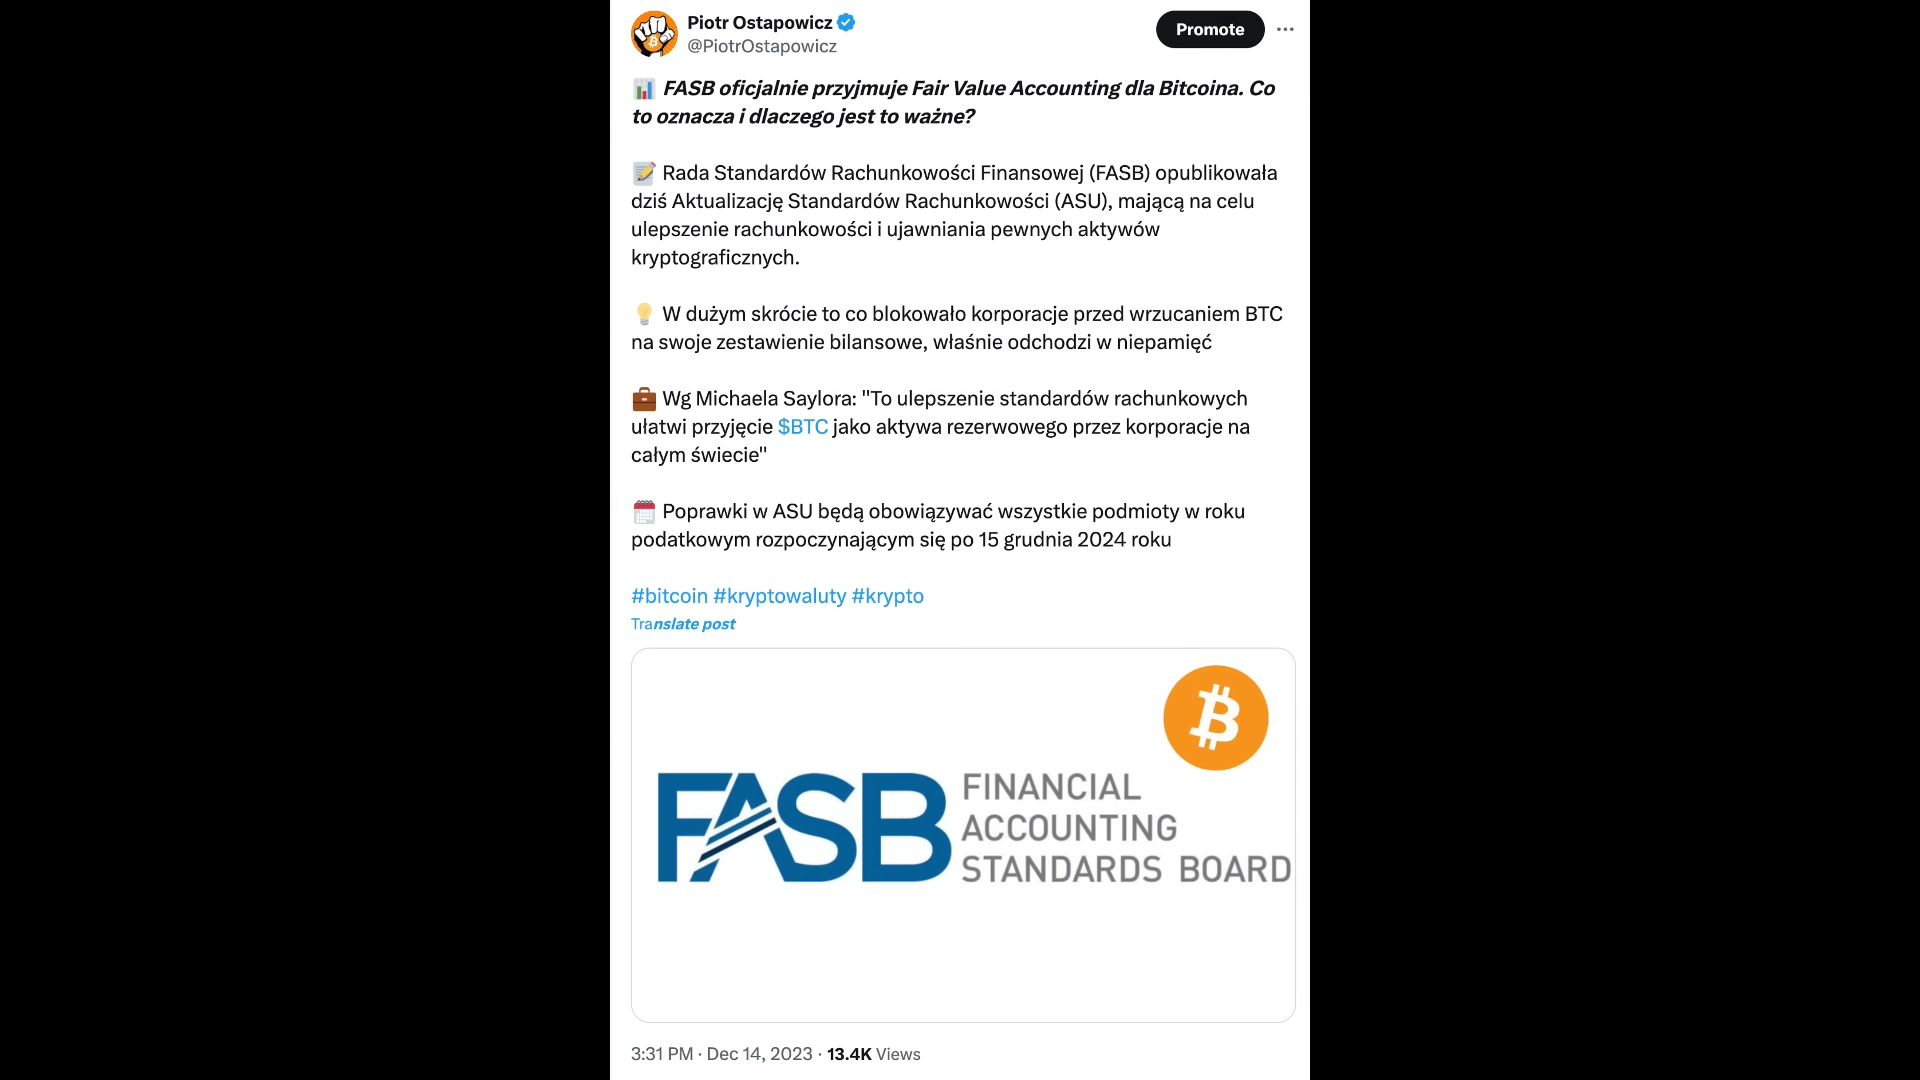 Piotr Ostapowicz
@PiotrOstapowicz
Promote
📊 FASB oficjalnie przyjmuje Fair Value Accounting dla Bitcoina. Co
to oznacza i dlaczego jest to ważne?
📝 Rada Standardów Rachunkowości Finansowej (FASB) opublikowała
dziś Aktualizację Standardów Rachunkowości (ASU), mającą na celu
ulepszenie rachunkowości i ujawniania pewnych aktywów
kryptograficznych.
💡 W dużym skrócie to co blokowało korporacje przed wrzucaniem BTC
na swoje zestawienie bilansowe, właśnie odchodzi w niepamięć
💼 Wg Michaela Saylora: "To ulepszenie standardów rachunkowych
ułatwi przyjęcie $BTC jako aktywa rezerwowego przez korporacje na
całym świecie"
🗓️ Poprawki w ASU będą obowiązywać wszystkie podmioty w roku
podatkowym rozpoczynającym się po 15 grudnia 2024 roku
#bitcoin #kryptowaluty #krypto
Translate post
FASB
FINANCIAL
ACCOUNTING
STANDARDS BOARD
3:31 PM · Dec 14, 2023 · 13.4K Views